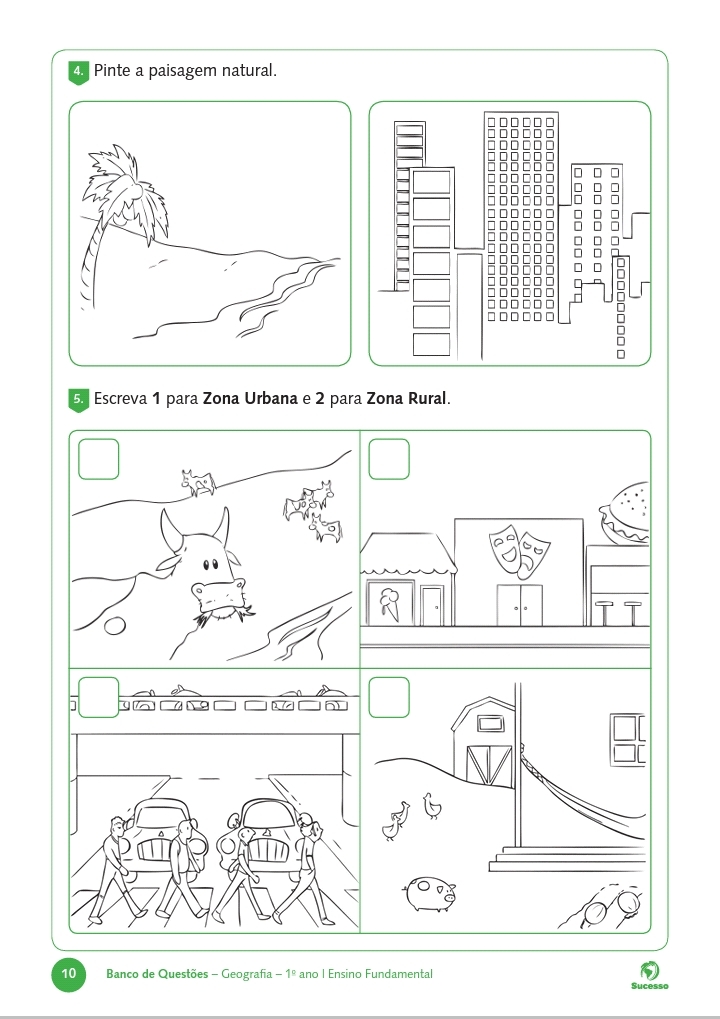 4. Pinte a paisagem natural.
5. Escreva 1 para Zona Urbana e 2 para Zona Rural.
10 Banco de Questões – Geografia – 1º ano I Ensino Fundamental
Sucesso